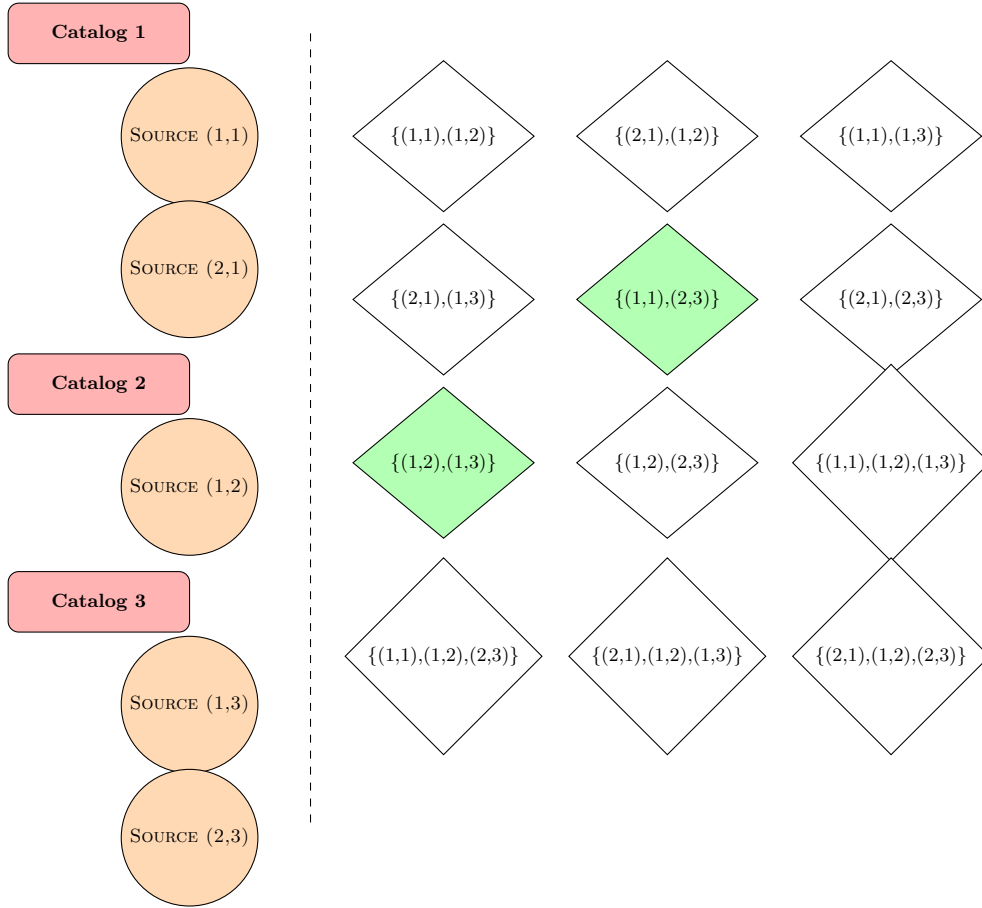 Catalog 1
SOURCE (1,1)
SOURCE (2,1)
Catalog 2
SOURCE (1,2)
Catalog 3
SOURCE (1,3)
SOURCE (2,3)
{(1,1),(1,2)}
{(2,1),(1,2)}
{(1,1),(1,3)}
{(2,1),(1,3)}
{(1,1),(2,3)}
{(2,1),(2,3)}
{(1,2),(1,3)}
{(1,2),(2,3)}
{(1,1),(1,2),(1,3)}
{(1,1),(1,2),(2,3)}
{(2,1),(1,2),(1,3)}
{(2,1),(1,2),(2,3)}